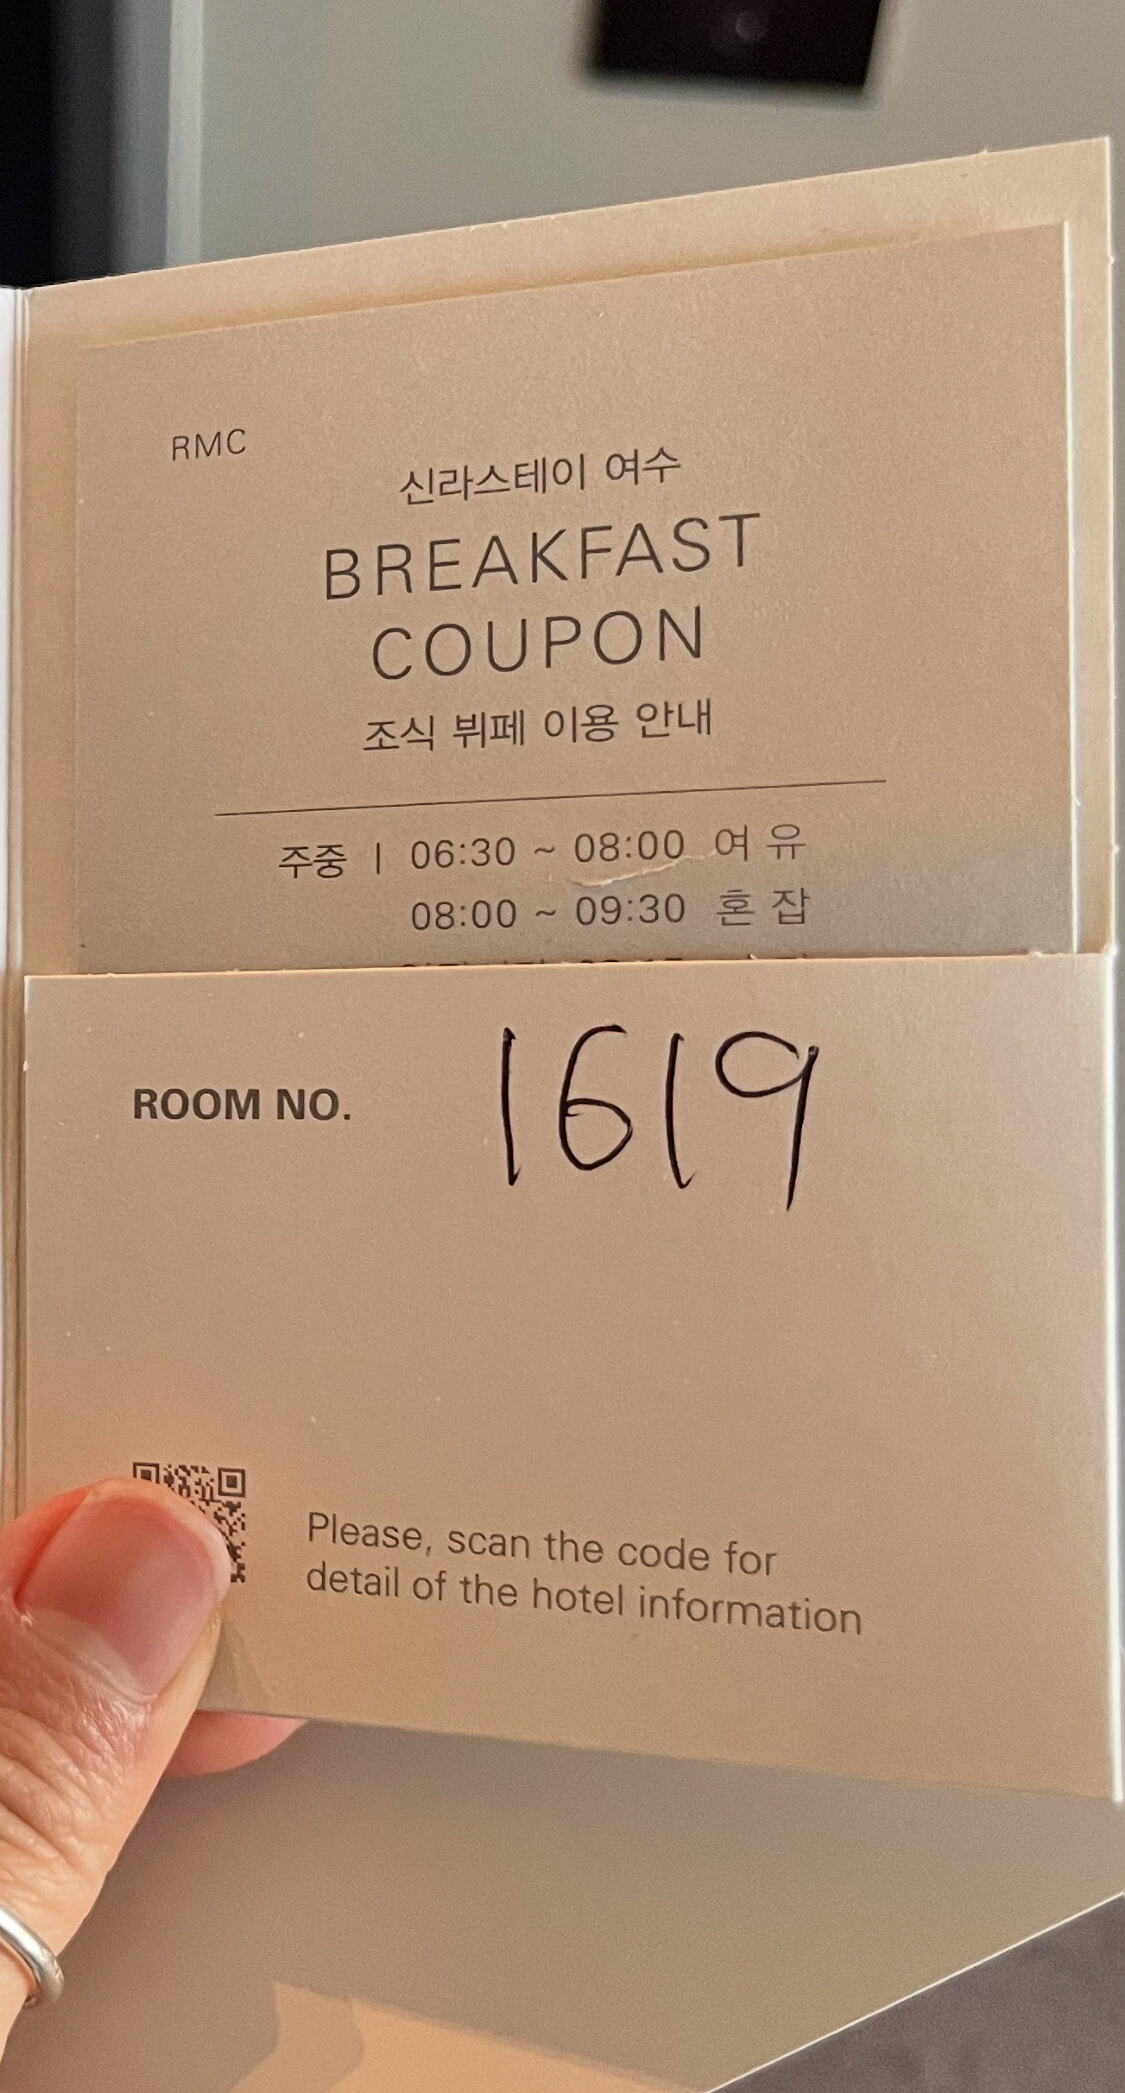 RMC
신라스테이 여수
BREAKFAST
COUPON
조식 뷔페 이용 안내
주중 | 06:30 ~ 08:00 여 유
08:00 ~ 09:30 혼 잡
ROOM NO. 1619
Please, scan the code for
detail of the hotel information